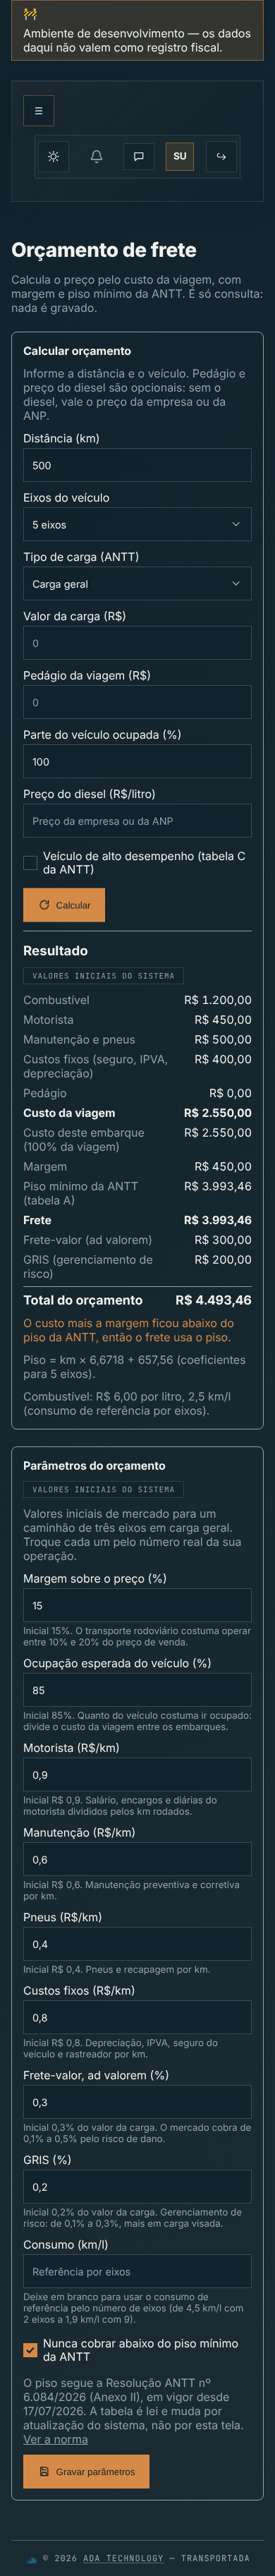 Ambiente de desenvolvimento — os dados
daqui não valem como registro fiscal.
SU
Orçamento de frete
Calcula o preço pelo custo da viagem, com
margem e piso mínimo da ANTT. É só consulta:
nada é gravado.
Calcular orçamento
Informe a distância e o veículo. Pedágio e
preço do diesel são opcionais: sem o
diesel, vale o preço da empresa ou da
ANP.
Distância (km)
500
Eixos do veículo
5 eixos
Tipo de carga (ANTT)
Carga geral
Valor da carga (R$)
0
Pedágio da viagem (R$)
0
Parte do veículo ocupada (%)
100
Preço do diesel (R$/litro)
Preço da empresa ou da ANP
Veículo de alto desempenho (tabela C
da ANTT)
Calcular
Resultado
VALORES INICIAIS DO SISTEMA
Combustível R$ 1.200,00
Motorista R$ 450,00
Manutenção e pneus R$ 500,00
Custos fixos (seguro, IPVA, R$ 400,00
depreciação)
Pedágio R$ 0,00
Custo da viagem R$ 2.550,00
Custo deste embarque R$ 2.550,00
(100% da viagem)
Margem R$ 450,00
Piso mínimo da ANTT R$ 3.993,46
(tabela A)
Frete R$ 3.993,46
Frete-valor (ad valorem) R$ 300,00
GRIS (gerenciamento de R$ 200,00
risco)
Total do orçamento R$ 4.493,46
O custo mais a margem ficou abaixo do
piso da ANTT, então o frete usa o piso.
Piso = km × 6,6718 + 657,56 (coeficientes
para 5 eixos).
Combustível: R$ 6,00 por litro, 2,5 km/l
(consumo de referência por eixos).
Parâmetros do orçamento
VALORES INICIAIS DO SISTEMA
Valores iniciais de mercado para um
caminhão de três eixos em carga geral.
Troque cada um pelo número real da sua
operação.
Margem sobre o preço (%)
15
Inicial 15%. O transporte rodoviário costuma operar
entre 10% e 20% do preço de venda.
Ocupação esperada do veículo (%)
85
Inicial 85%. Quanto do veículo costuma ir ocupado:
divide o custo da viagem entre os embarques.
Motorista (R$/km)
0,9
Inicial R$ 0,9. Salário, encargos e diárias do
motorista divididos pelos km rodados.
Manutenção (R$/km)
0,6
Inicial R$ 0,6. Manutenção preventiva e corretiva
por km.
Pneus (R$/km)
0,4
Inicial R$ 0,4. Pneus e recapagem por km.
Custos fixos (R$/km)
0,8
Inicial R$ 0,8. Depreciação, IPVA, seguro do
veículo e rastreador por km.
Frete-valor, ad valorem (%)
0,3
Inicial 0,3% do valor da carga. O mercado cobra de
0,1% a 0,5% pelo risco de dano.
GRIS (%)
0,2
Inicial 0,2% do valor da carga. Gerenciamento de
risco: de 0,1% a 0,3%, mais em carga visada.
Consumo (km/l)
Referência por eixos
Deixe em branco para usar o consumo de
referência pelo número de eixos (de 4,5 km/l com
2 eixos a 1,9 km/l com 9).
Nunca cobrar abaixo do piso mínimo
da ANTT
O piso segue a Resolução ANTT nº
6.084/2026 (Anexo II), em vigor desde
17/07/2026. A tabela é lei e muda por
atualização do sistema, não por esta tela.
Ver a norma
Gravar parâmetros
© 2026 ADA TECHNOLOGY — TRANSPORTADA